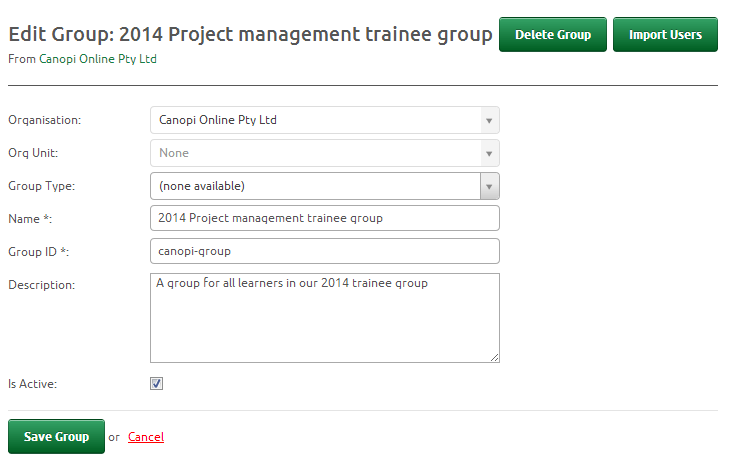 Edit Group: 2014 Project management trainee group Delete Group Import Users
From Canopi Online Pty Ltd
Organisation: Canopi Online Pty Ltd
Org Unit: None
Group Type: (none available)
Name *: 2014 Project management trainee group
Group ID *: canopi-group
Description: A group for all learners in our 2014 trainee group
Is Active:
Save Group or Cancel